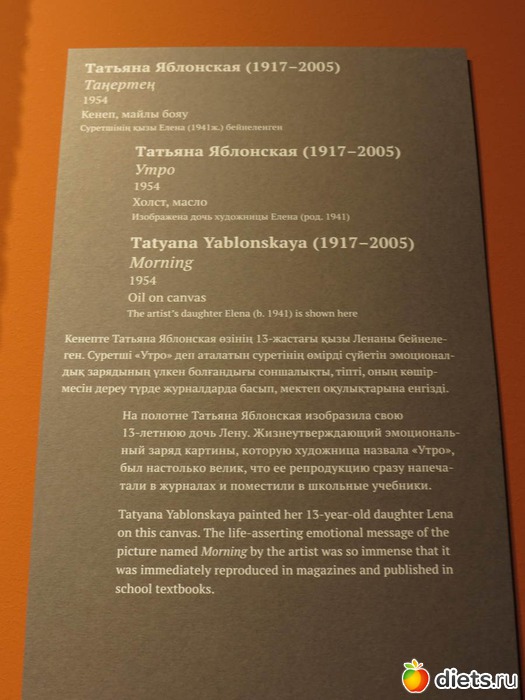 Татьяна Яблонская (1917–2005)
Таңертең
1954
Кенеп, майлы бояу
Суретшінің қызы Елена (1941ж.) бейнеленген
Татьяна Яблонская (1917–2005)
Утро
1954
Холст, масло
Изображена дочь художницы Елена (род. 1941)
Tatyana Yablonskaya (1917–2005)
Morning
1954
Oil on canvas
The artist's daughter Elena (b. 1941) is shown here
Кенепте Татьяна Яблонская өзінің 13-жастағы қызы Ленаны бейнеле-
ген. Суретші «Утро» деп аталатын суретінің өмірді сүйетін эмоционал-
дық зарядының үлкен болғандығы соншалықты, тіпті, оның көшір-
месін дереу түрде журналдарда басып, мектеп оқулықтарына енгізді.
На полотне Татьяна Яблонская изобразила свою
13-летнюю дочь Лену. Жизнеутверждающий эмоциональ-
ный заряд картины, которую художница назвала «Утро»,
был настолько велик, что ее репродукцию сразу напеча-
тали в журналах и поместили в школьные учебники.
Tatyana Yablonskaya painted her 13-year-old daughter Lena
on this canvas. The life-asserting emotional message of the
picture named Morning by the artist was so immense that it
was immediately reproduced in magazines and published in
school textbooks.
diets.ru